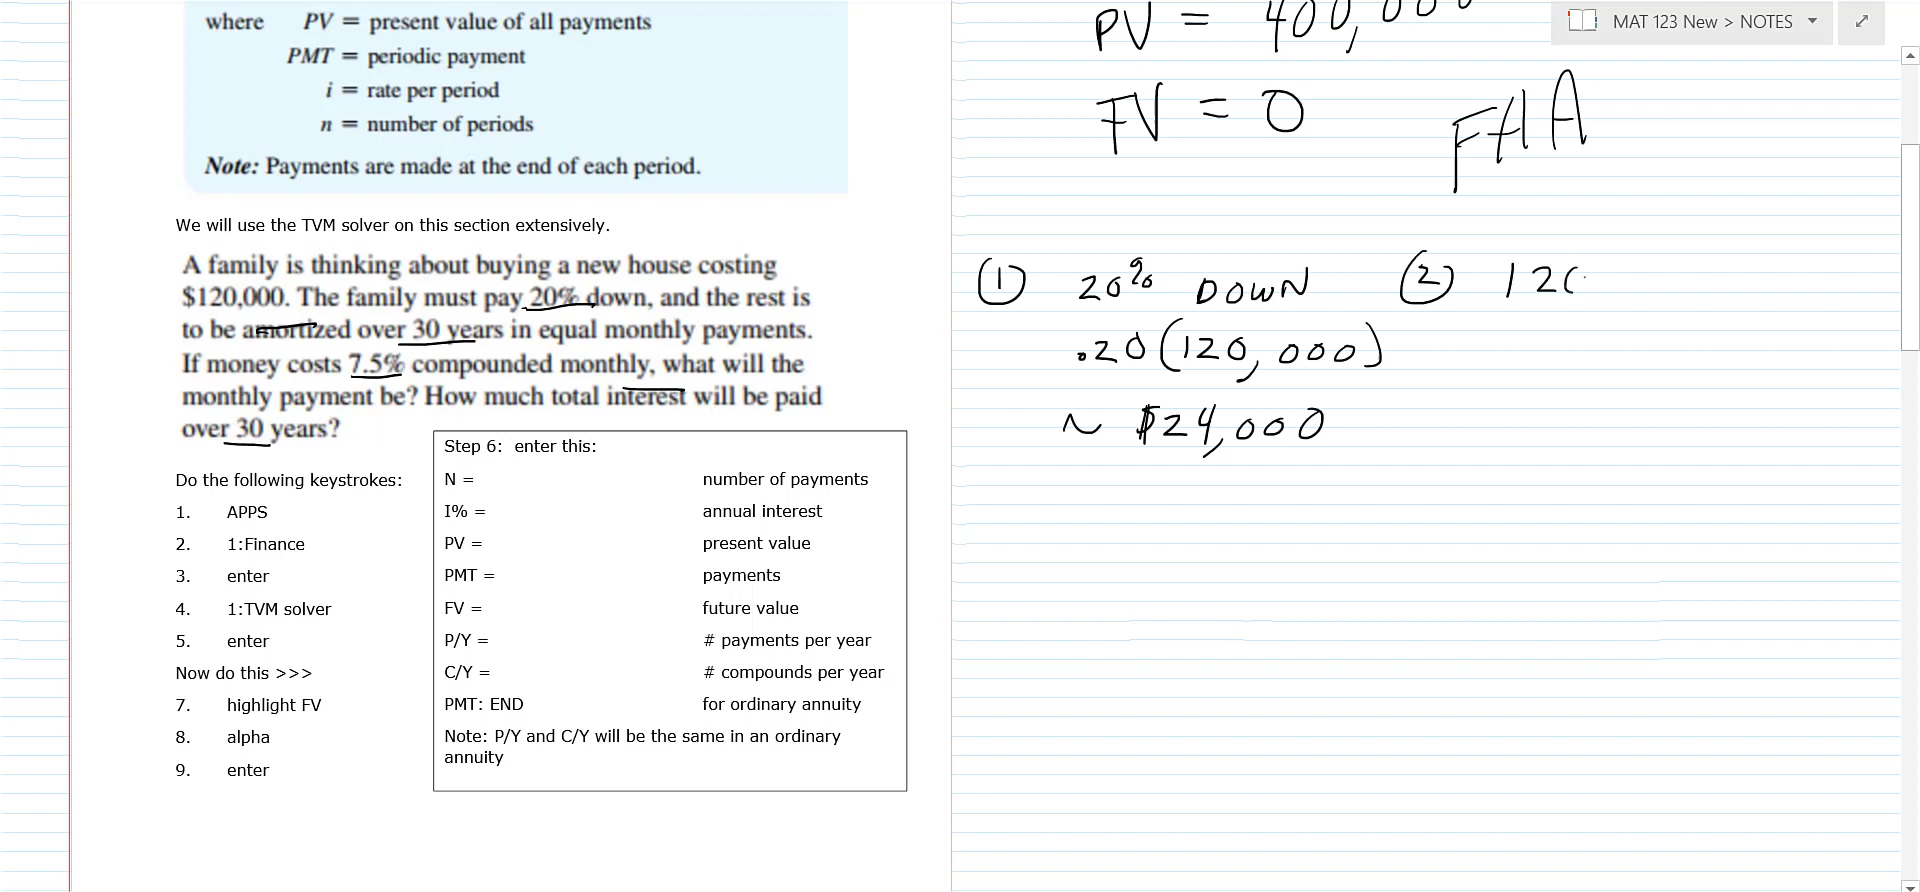 where PV = present value of all payments
PMT = periodic payment
i = rate per period
n = number of periods
Note: Payments are made at the end of each period.
We will use the TVM solver on this section extensively.
A family is thinking about buying a new house costing
$120,000. The family must pay 20% down, and the rest is
to be amortized over 30 years in equal monthly payments.
If money costs 7.5% compounded monthly, what will the
monthly payment be? How much total interest will be paid
over 30 years?
Do the following keystrokes:
1. APPS
2. 1:Finance
3. enter
4. 1:TVM solver
5. enter
Now do this >>>
7. highlight FV
8. alpha
9. enter
Step 6: enter this:
N = number of payments
I% = annual interest
PV = present value
PMT = payments
FV = future value
P/Y = # payments per year
C/Y = # compounds per year
PMT: END for ordinary annuity
Note: P/Y and C/Y will be the same in an ordinary
annuity
MAT 123 New > NOTES
PV = 400,000
FV = 0 FHA
① 20% DOWN ② 120
.20(120,000)
~ $24,000